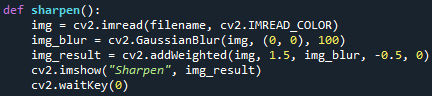 def sharpen():
    img = cv2.imread(filename, cv2.IMREAD_COLOR)
    img_blur = cv2.GaussianBlur(img, (0, 0), 100)
    img_result = cv2.addWeighted(img, 1.5, img_blur, -0.5, 0)
    cv2.imshow("Sharpen", img_result)
    cv2.waitKey(0)